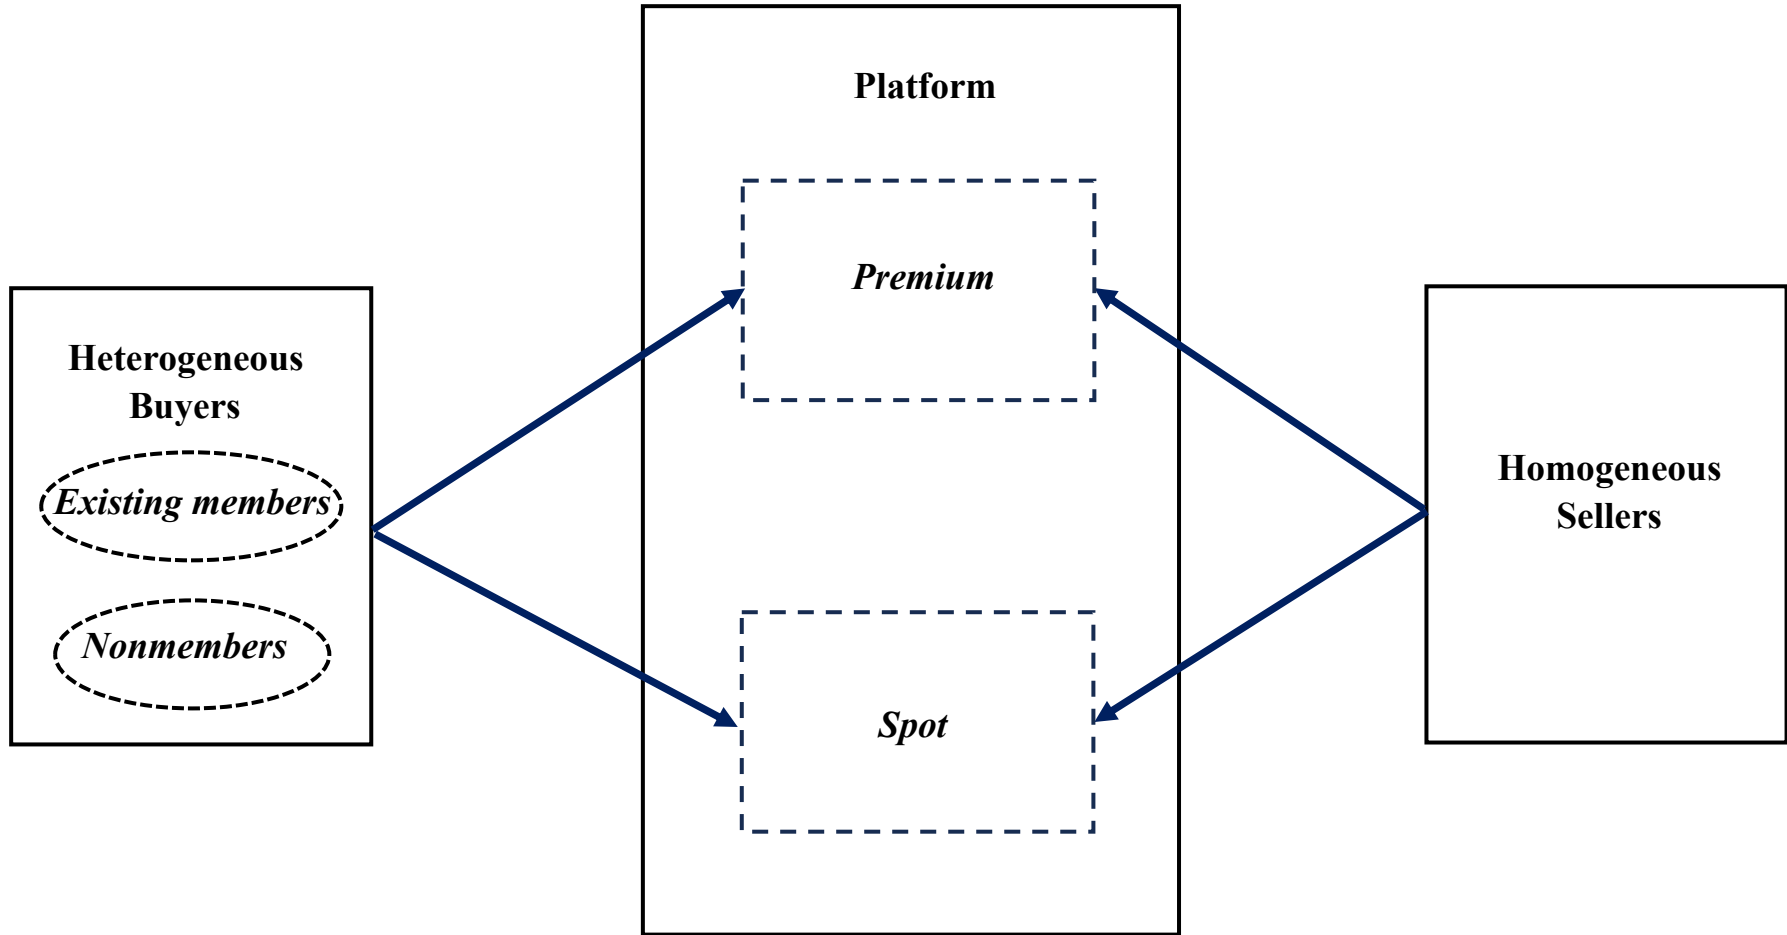 Platform
Premium
Heterogeneous
Buyers
Existing members
Nonmembers
Spot
Homogeneous
Sellers